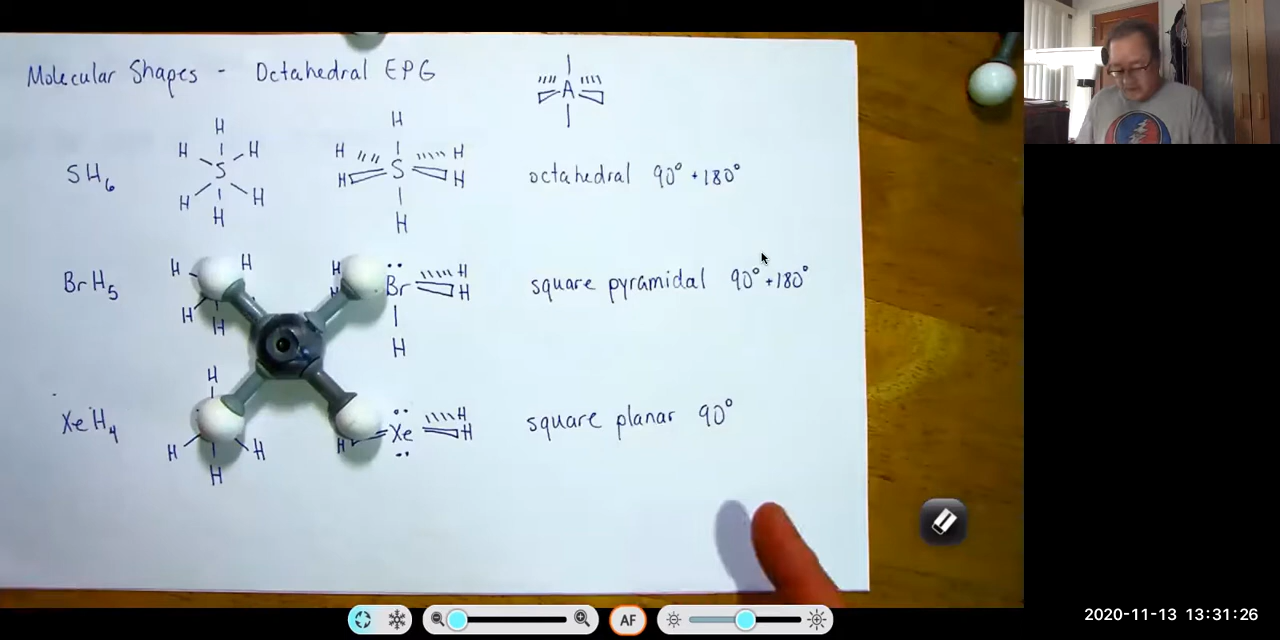 Molecular Shapes - Octahedral EPG
A
H
H H
S
H H
H
SH6
H
H H
S
H H
H
octahedral 90° + 180°
BrH5
H H
H H
H H
Br
H H
H
square pyramidal 90° + 180°
XeH4
H
H H
H
H
Xe
H H
square planar 90°
AF
2020-11-13 13:31:26